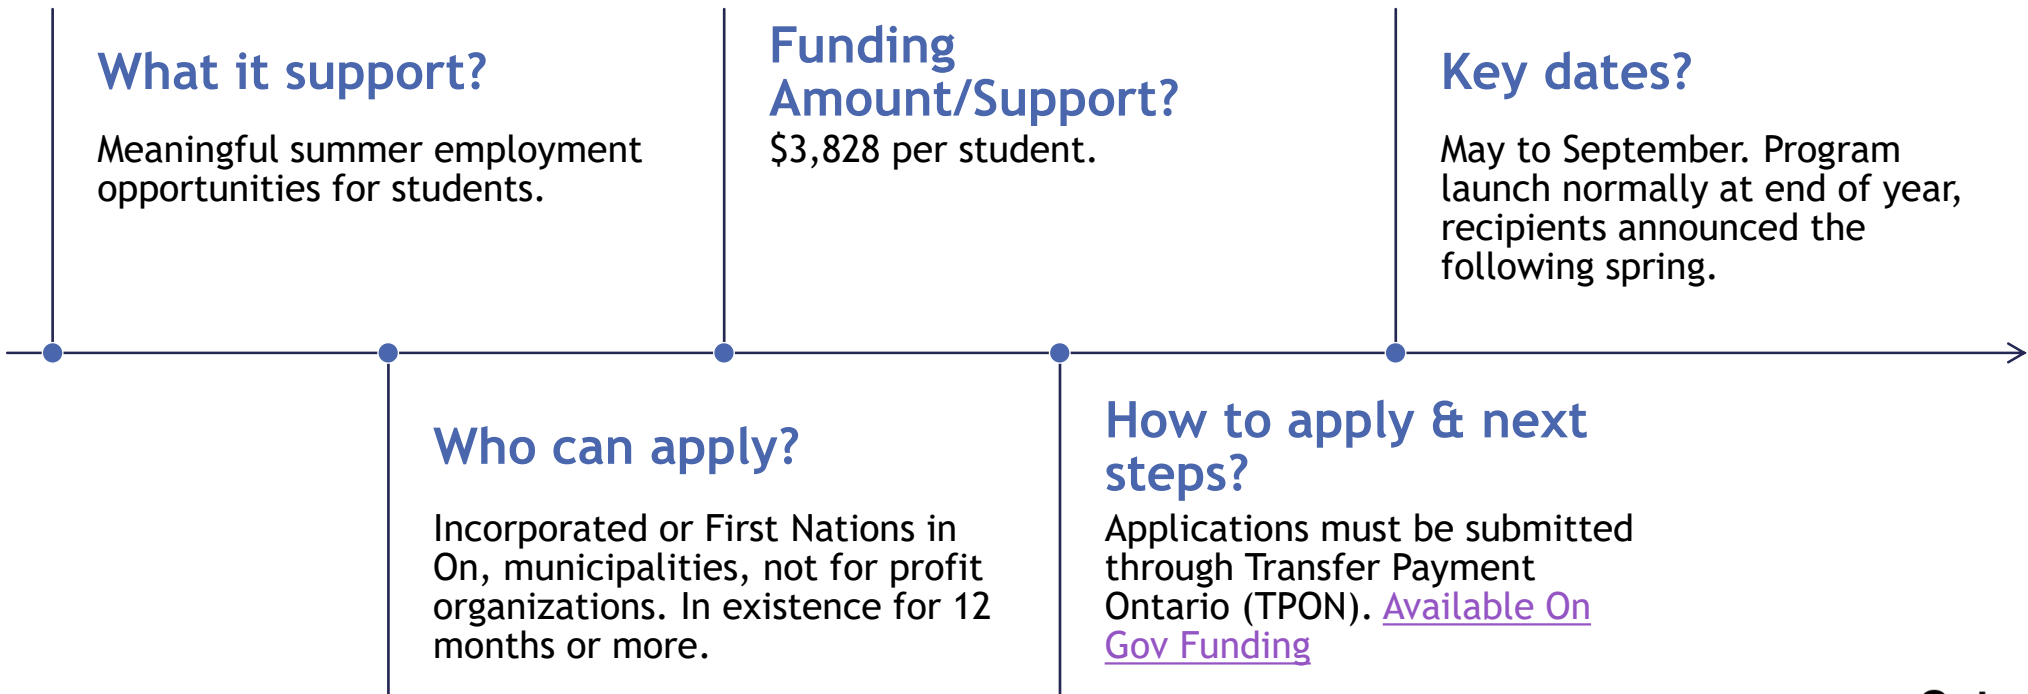 What it support?
Meaningful summer employment
opportunities for students.
Funding
Amount/Support?
$3,828 per student.
Key dates?
May to September. Program
launch normally at end of year,
recipients announced the
following spring.
Who can apply?
Incorporated or First Nations in
On, municipalities, not for profit
organizations. In existence for 12
months or more.
How to apply & next
steps?
Applications must be submitted
through Transfer Payment
Ontario (TPON). Available On
Gov Funding